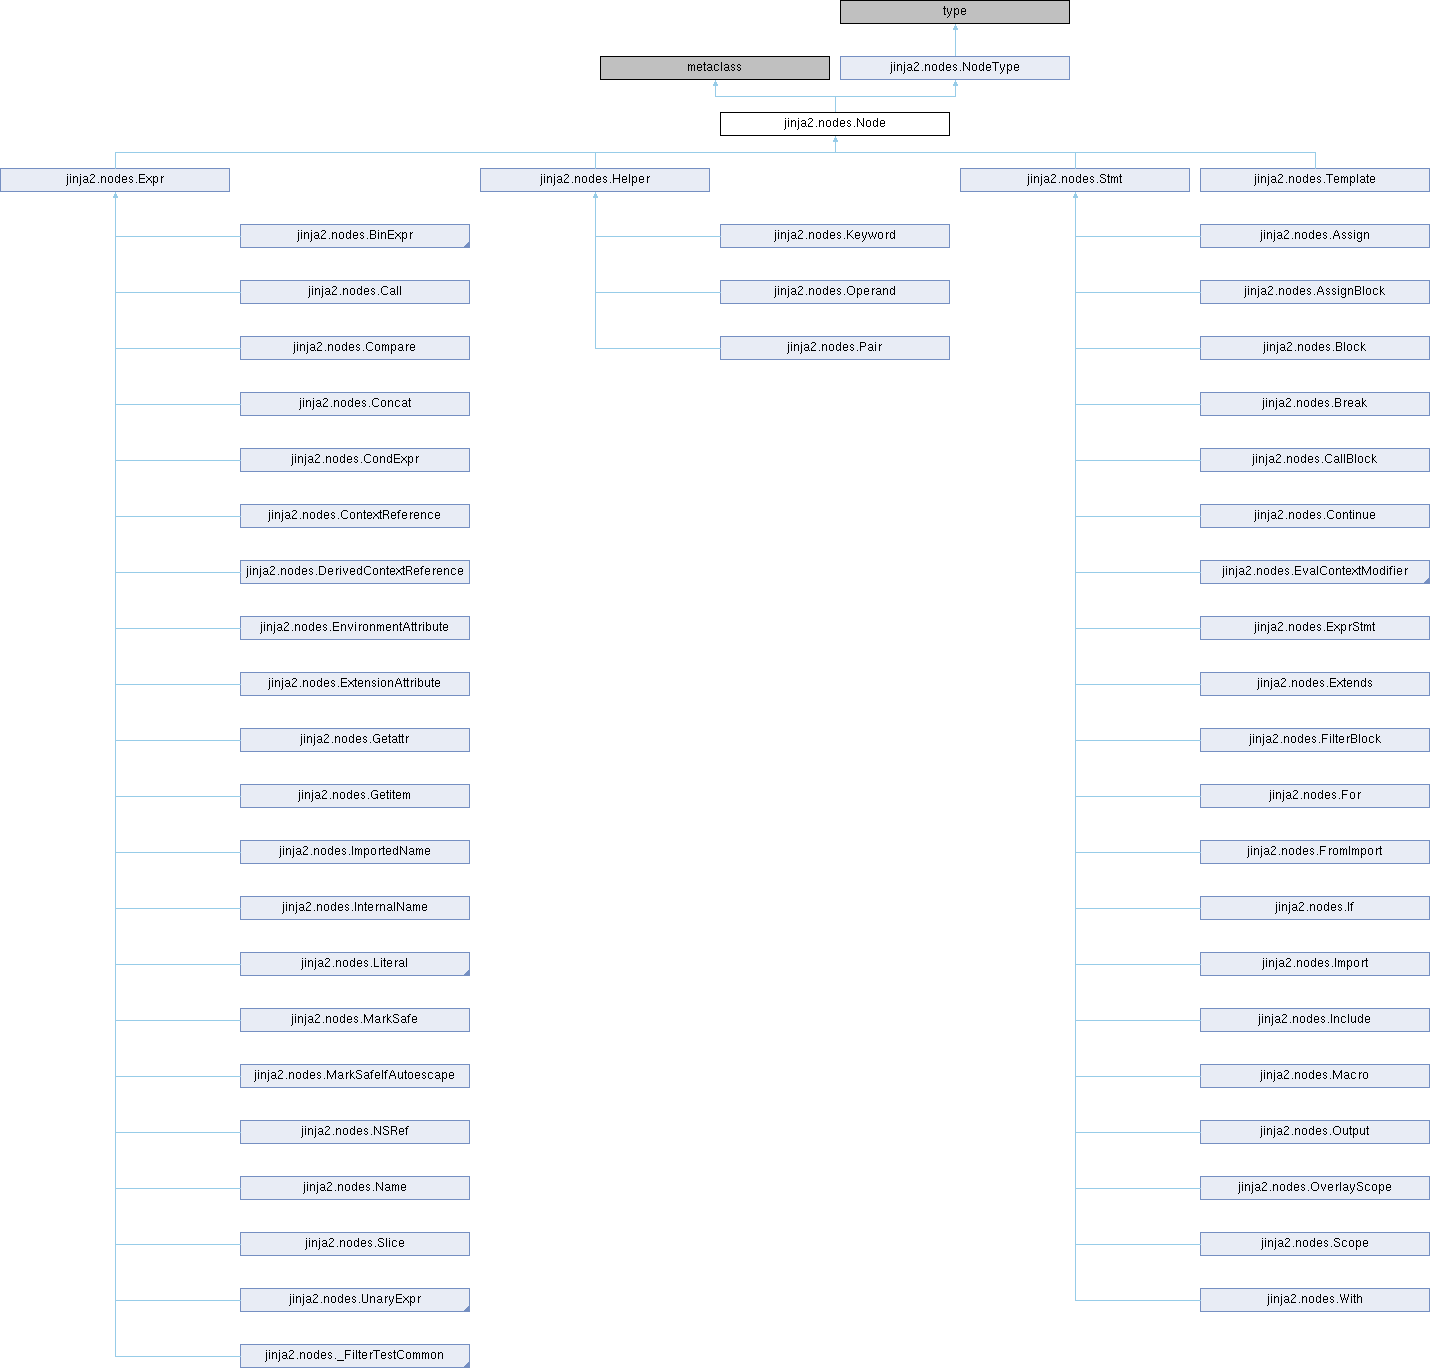 type
metaclass
jinja2.nodes.NodeType
jinja2.nodes.Node
jinja2.nodes.Expr
jinja2.nodes.Helper
jinja2.nodes.Stmt
jinja2.nodes.Template
jinja2.nodes.BinExpr
jinja2.nodes.Keyword
jinja2.nodes.Assign
jinja2.nodes.Call
jinja2.nodes.Operand
jinja2.nodes.AssignBlock
jinja2.nodes.Compare
jinja2.nodes.Pair
jinja2.nodes.Block
jinja2.nodes.Concat
jinja2.nodes.Break
jinja2.nodes.CondExpr
jinja2.nodes.CallBlock
jinja2.nodes.ContextReference
jinja2.nodes.Continue
jinja2.nodes.DerivedContextReference
jinja2.nodes.EvalContextModifier
jinja2.nodes.EnvironmentAttribute
jinja2.nodes.ExprStmt
jinja2.nodes.ExtensionAttribute
jinja2.nodes.Extends
jinja2.nodes.Getattr
jinja2.nodes.FilterBlock
jinja2.nodes.Getitem
jinja2.nodes.For
jinja2.nodes.ImportedName
jinja2.nodes.FromImport
jinja2.nodes.InternalName
jinja2.nodes.If
jinja2.nodes.Literal
jinja2.nodes.Import
jinja2.nodes.MarkSafe
jinja2.nodes.Include
jinja2.nodes.MarkSafeIfAutoescape
jinja2.nodes.Macro
jinja2.nodes.NSRef
jinja2.nodes.Output
jinja2.nodes.Name
jinja2.nodes.OverlayScope
jinja2.nodes.Slice
jinja2.nodes.Scope
jinja2.nodes.UnaryExpr
jinja2.nodes.With
jinja2.nodes._FilterTestCommon